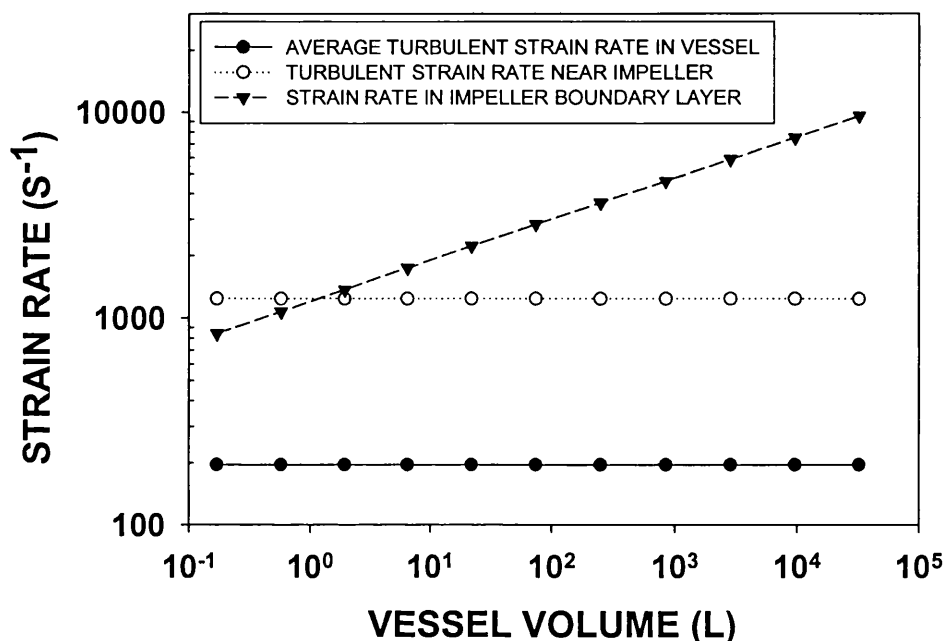 AVERAGE TURBULENT STRAIN RATE IN VESSEL
TURBULENT STRAIN RATE NEAR IMPELLER
STRAIN RATE IN IMPELLER BOUNDARY LAYER
10000
1000
100
STRAIN RATE (S⁻¹)
10⁻¹ 10⁰ 10¹ 10² 10³ 10⁴ 10⁵
VESSEL VOLUME (L)